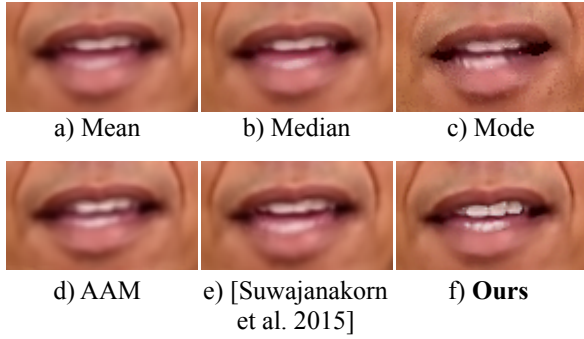 a) Mean
b) Median
c) Mode
d) AAM
e) [Suwajanakorn
et al. 2015]
f) Ours